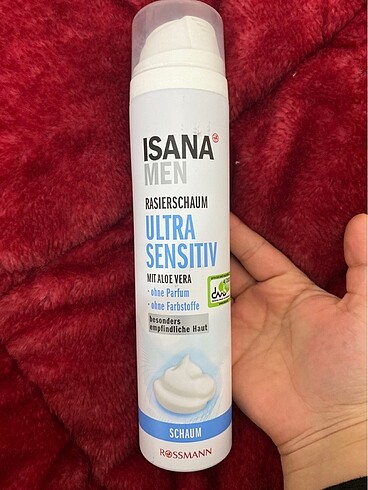 ISANA
MEN
RASIERSCHAUM
ULTRA
SENSITIV
MIT ALOE VERA
· ohne Parfum
· ohne Farbstoffe
besonders
empfindliche Haut
SCHAUM
ROSSMANN